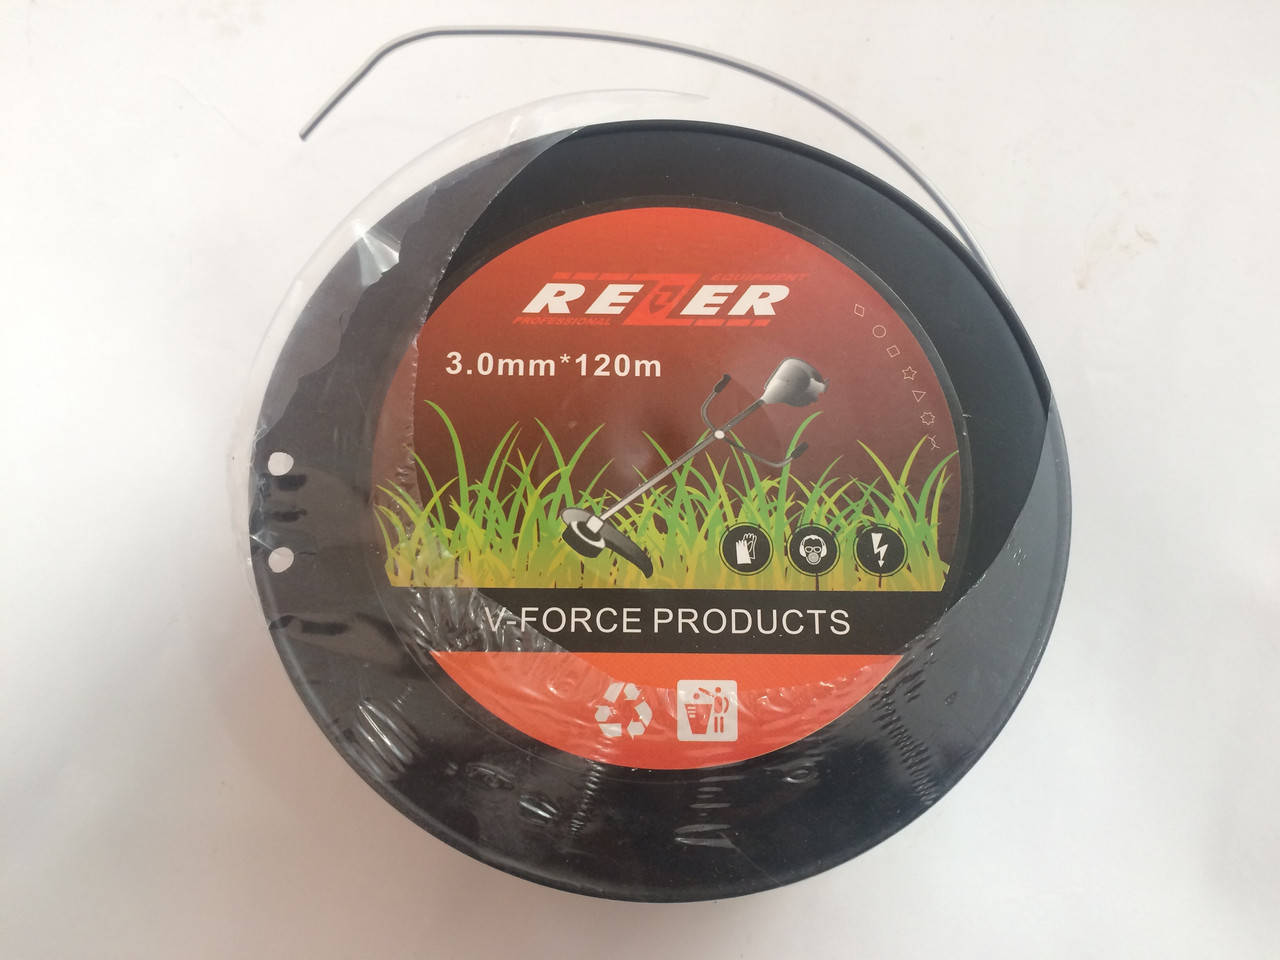 EQUIPMENT
REZER
PROFESSIONAL
3.0mm*120m
V-FORCE PRODUCTS